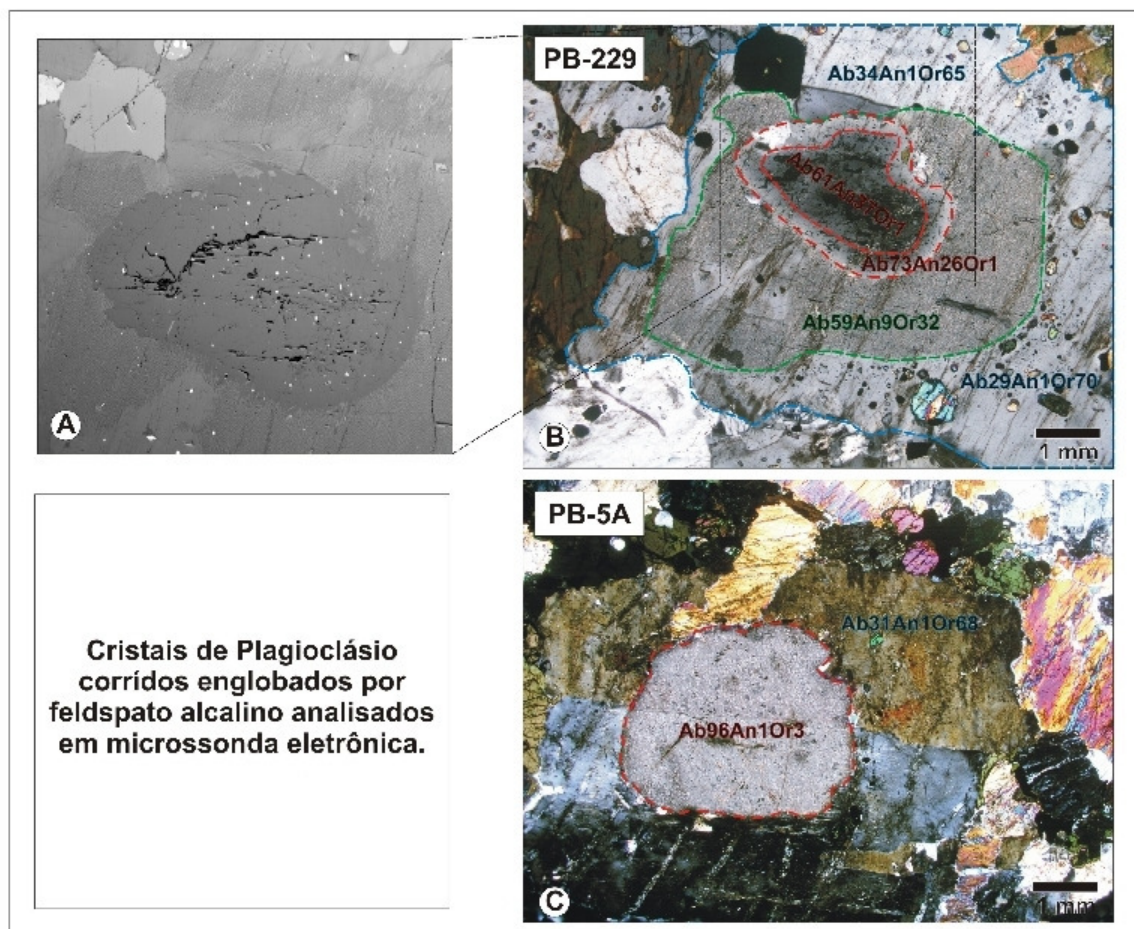 PB-229
Ab34An1Or65
Ab73An26Or1
Ab59An9Or32
Ab29An1Or70
A
B
1 mm
PB-5A
Ab31An1Or68
Ab96An1Or3
C
1 mm
Cristais de Plagioclásio
corrídos englobados por
feldspato alcalino analisados
em microssonda eletrônica.